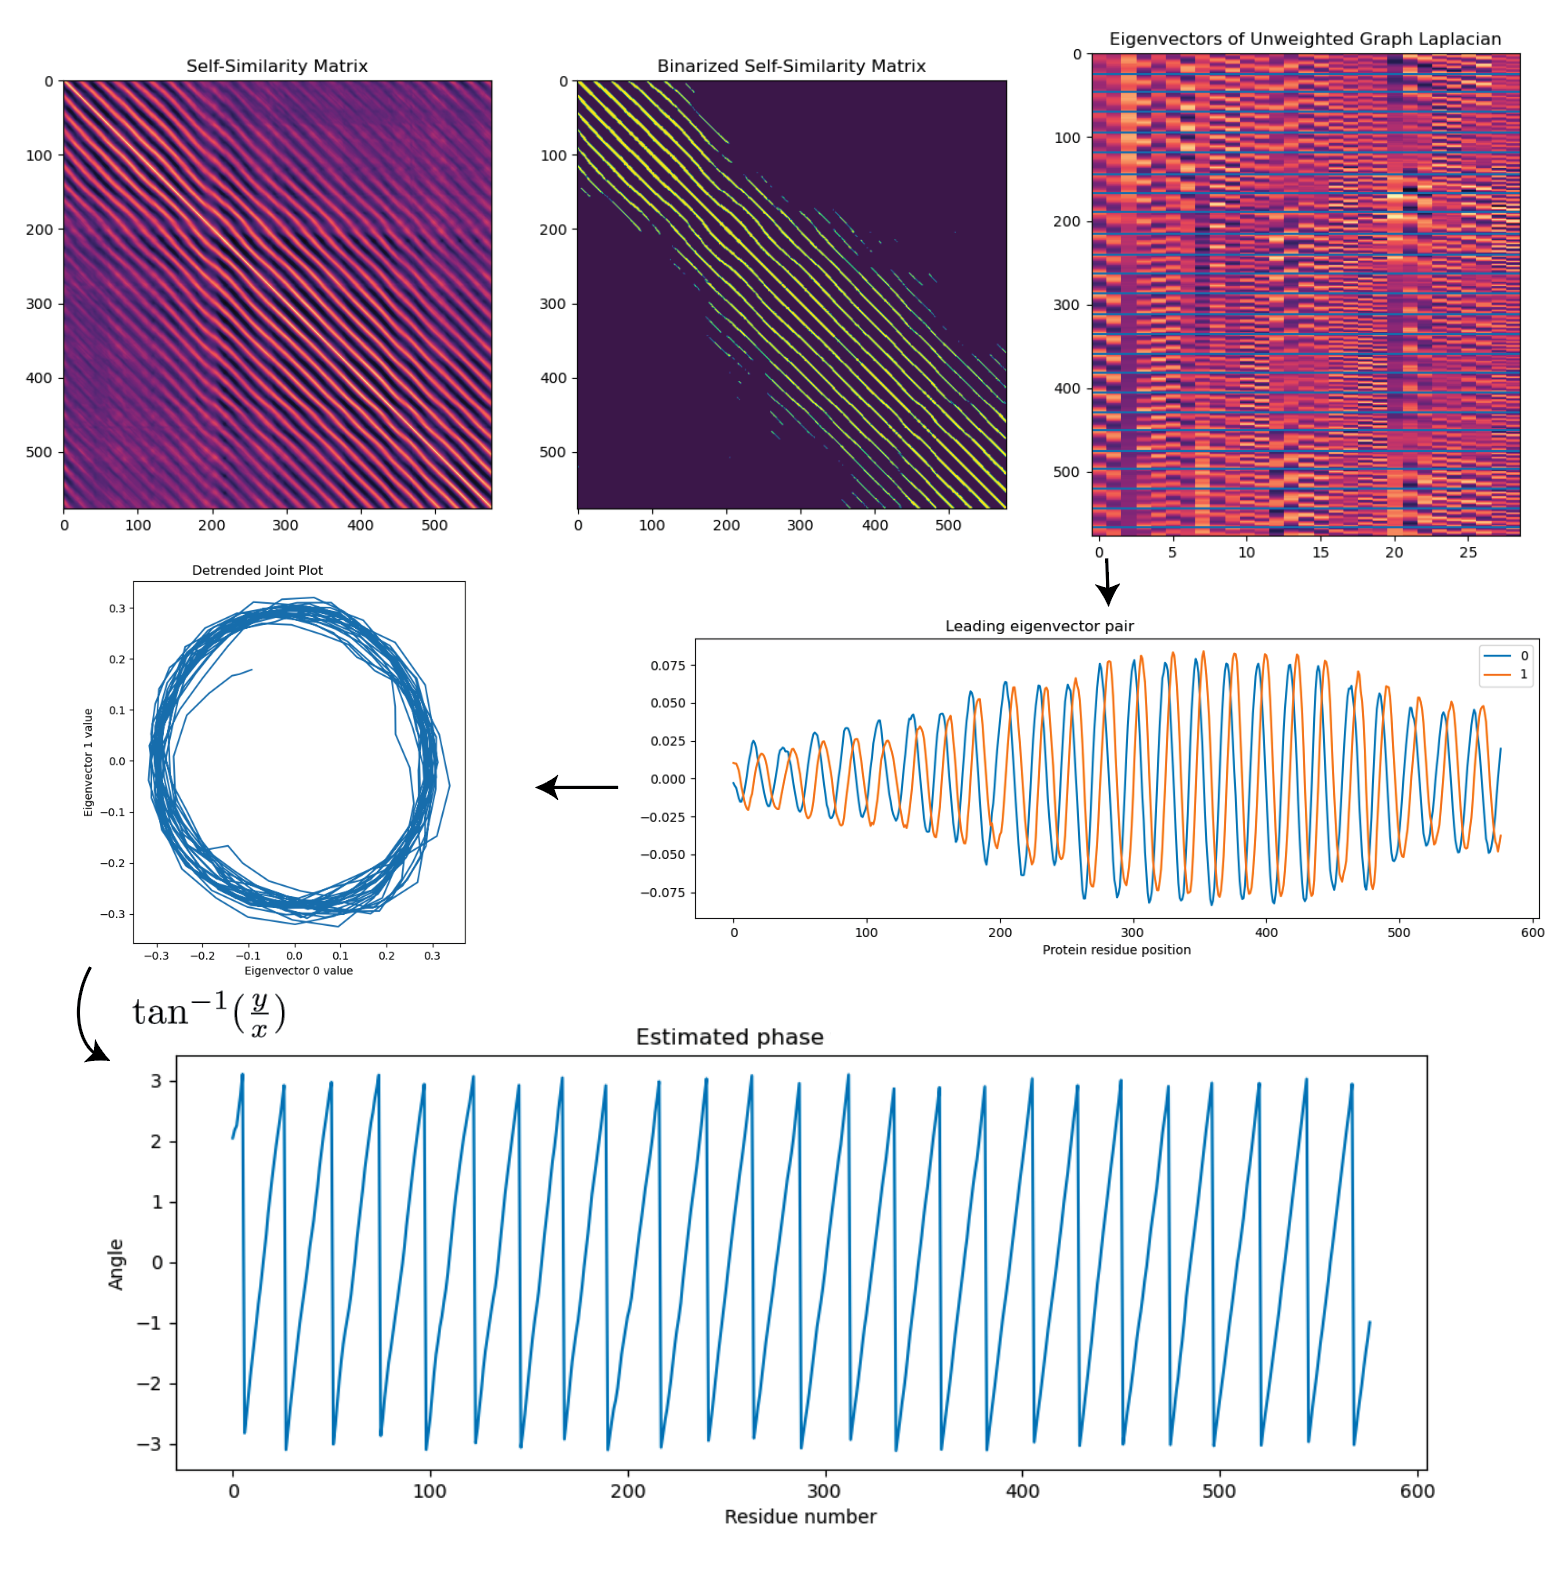 Self-Similarity Matrix
0
100
200
300
400
500
0 100 200 300 400 500
Binarized Self-Similarity Matrix
0
100
200
300
400
500
0 100 200 300 400 500
Eigenvectors of Unweighted Graph Laplacian
0
100
200
300
400
500
0 5 10 15 20 25
Detrended Joint Plot
Eigenvector 1 value
0.3
0.2
0.1
0.0
−0.1
−0.2
−0.3
−0.3 −0.2 −0.1 0.0 0.1 0.2 0.3
Eigenvector 0 value
Leading eigenvector pair
0.075
0.050
0.025
0.000
−0.025
−0.050
−0.075
0
1
0 100 200 300 400 500 600
Protein residue position
tan⁻¹(y/x)
Estimated phase
Angle
3
2
1
0
−1
−2
−3
0 100 200 300 400 500 600
Residue number